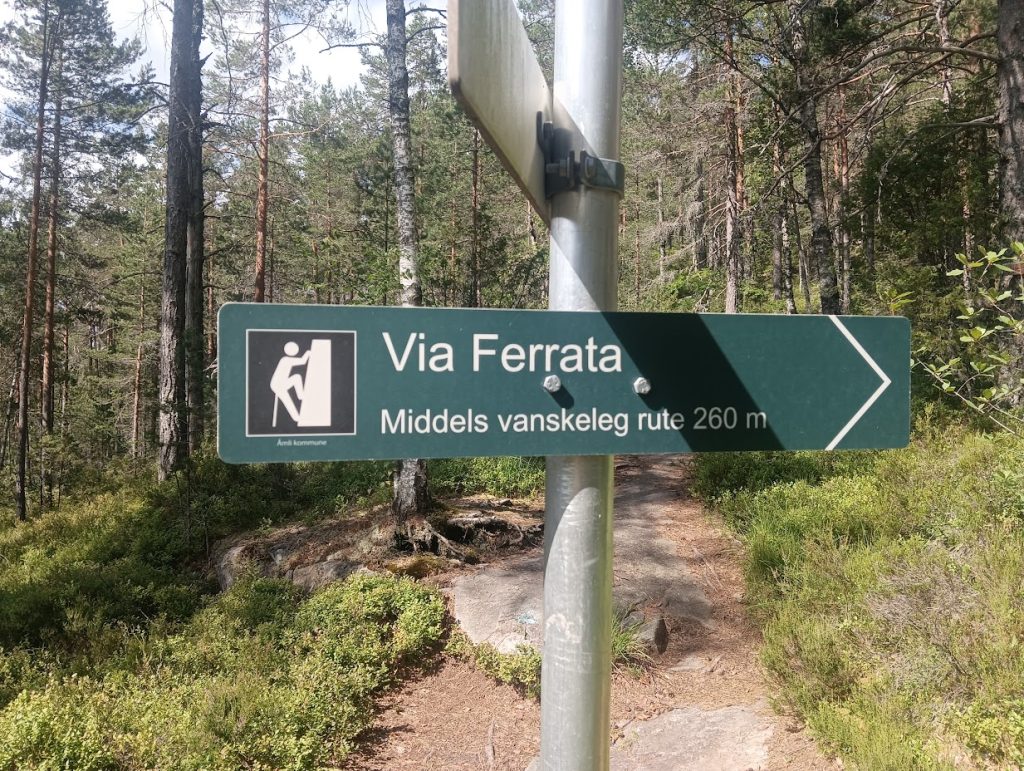 Via Ferrata
Middels vanskeleg rute 260 m
Åmli kommune